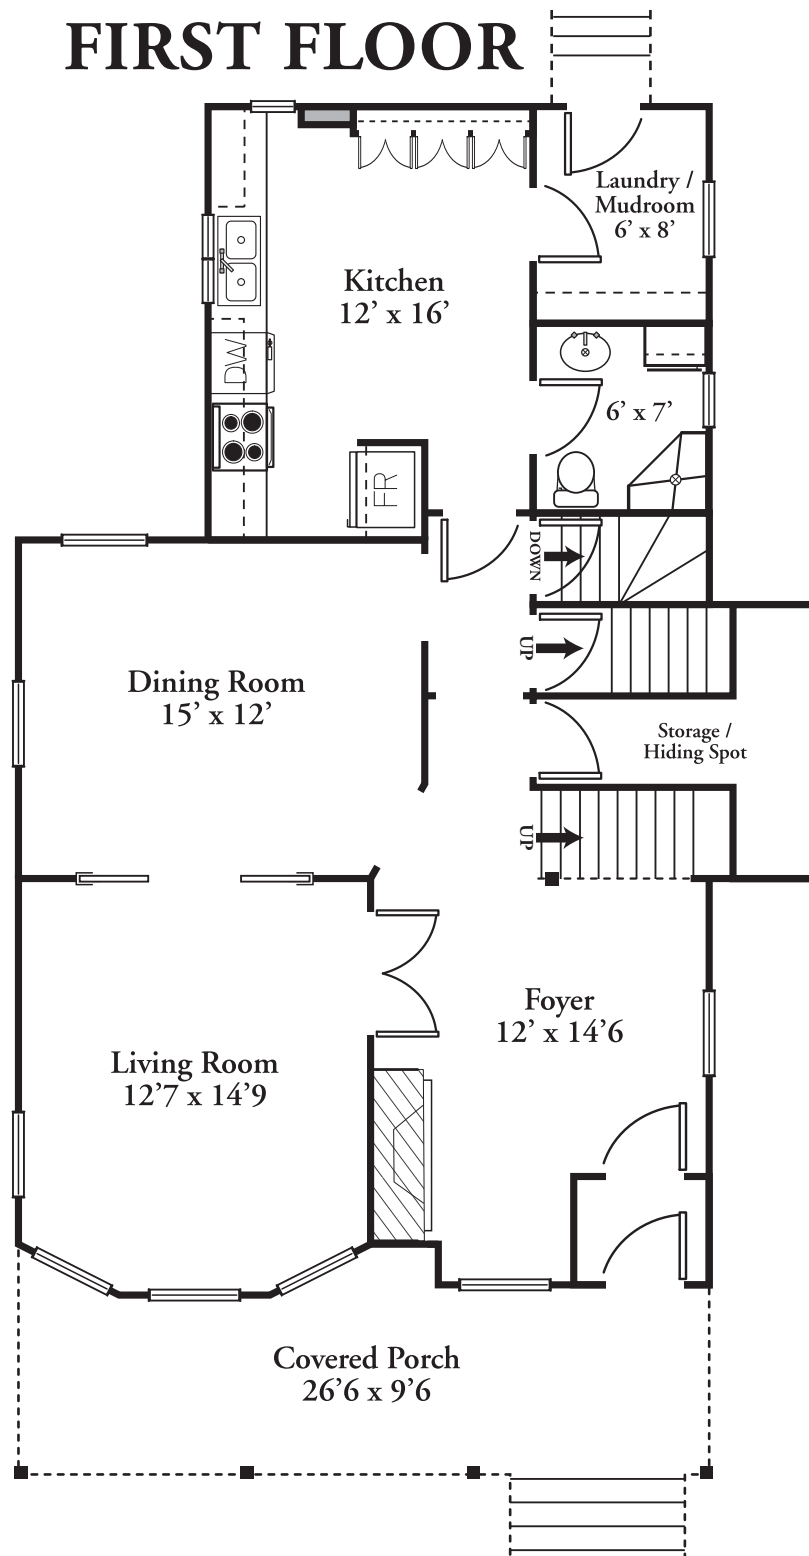 FIRST FLOOR
Laundry /
Mudroom
6’ x 8’
Kitchen
12’ x 16’
DW
6’ x 7’
FR
DOWN
UP
Dining Room
15’ x 12’
Storage /
Hiding Spot
UP
Foyer
12’ x 14’6
Living Room
12’7 x 14’9
Covered Porch
26’6 x 9’6